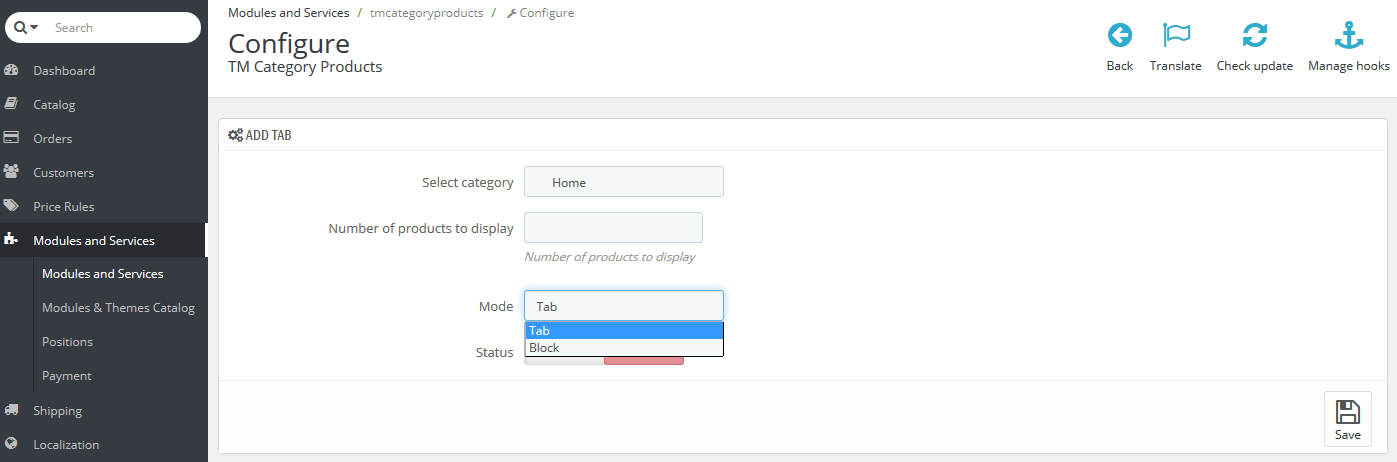 Search
Dashboard
Catalog
Orders
Customers
Price Rules
Modules and Services
Modules and Services
Modules & Themes Catalog
Positions
Payment
Shipping
Localization
Modules and Services / tmcategoryproducts / Configure
Configure
TM Category Products
Back Translate Check update Manage hooks
ADD TAB
Select category Home
Number of products to display
Number of products to display
Mode Tab
Tab
Block
Status
Save